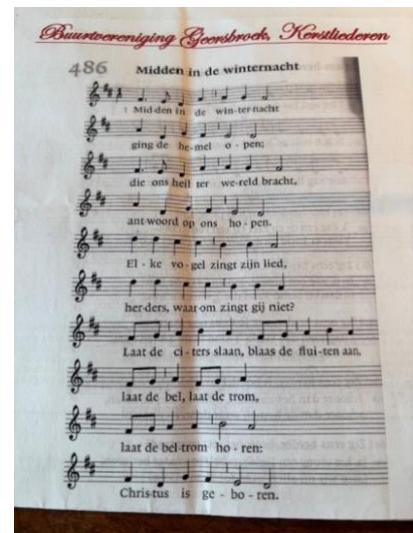 Buurtvereniging Geersbroek, Kerstliederen
486 Midden in de winternacht
1 Mid-den in de win-ter-nacht
ging de he-mel o - pen;
die ons heil ter we-reld bracht,
ant-woord op ons ho - pen.
El - ke vo - gel zingt zijn lied,
her-ders, waar-om zingt gij niet?
Laat de ci - ters slaan, blaas de flui-ten aan,
laat de bel, laat de trom,
laat de bel-trom ho - ren:
Chris-tus is ge - bo - ren.